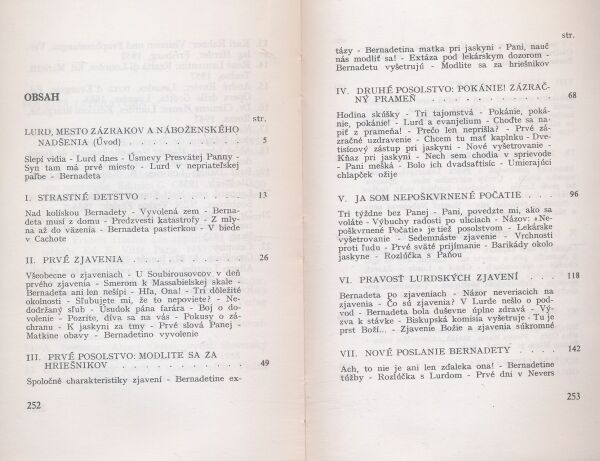 OBSAH
str.
LURD, MESTO ZÁZRAKOV A NÁBOŽENSKÉHO
NADŠENIA (Úvod) . . . . . . . . . . 5
Slepí vidia - Lurd dnes - Úsmevy Presvätej Panny -
Syn tam má prvé miesto - Lurd v nepriateľskej
paľbe - Bernadeta
I. STRASTNÉ DETSTVO . . . . . . . . . . 13
Nad kolískou Bernadety - Vyvolená zem - Berna-
deta musí z domu - Predzvesti katastrofy - Z mly-
na až do väzenia - Bernadeta pastierkou - V biede
v Cachote
II. PRVÉ ZJAVENIA . . . . . . . . . . 26
Všeobecne o zjaveniach - U Soubirousovcov v deň
prvého zjavenia - Smerom k Massabielskej skale -
Bernadeta ani len nešípi - Hľa, Ona! - Tri dôležité
okolnosti - Sľubujete mi, že to nepoviete? - Ne-
dodržaný sľub - Úsudok pána farára - Boj o do-
volenie - Pozrite, díva sa na vás - Pokusy o zá-
chranu - K jaskyni za tmy - Prvé slová Panej -
Matkine obavy - Bernadetino vyvolenie
III. PRVÉ POSOLSTVO: MODLITE SA ZA
HRIEŠNIKOV . . . . . . . . . . 49
Spoločné charakteristiky zjavení - Bernadetine ex-
252
str.
tázy - Bernadetina matka pri jaskyni - Pani, nauč
nás modliť sa! - Extáza pod lekárskym dozorom -
Bernadetu vyšetrujú - Modlite sa za hriešnikov
IV. DRUHÉ POSOLSTVO: POKÁNIE! ZÁZRAČ-
NÝ PRAMEŇ . . . . . . . . . . 68
Hodina skúšky - Tri tajomstvá - Pokánie, poká-
nie, pokánie! - Lurd a evanjelium - Choďte sa na-
piť z prameňa! - Prečo len neprišla? - Prvé zá-
zračné uzdravenie - Chcem tu mať kaplnku - Dve-
tisícový zástup pri jaskyni - Nové vyšetrovanie -
Kňaz pri jaskyni - Nech sem chodia v sprievode
- Pani mešká - Bolo ich dvadsaťtisíc - Umierajúci
chlapček ožije
V. JA SOM NEPOŠKVRNENÉ POČATIE . . . 96
Tri týždne bez Panej - Pani, povedzte mi, ako sa
voláte - Výbuchy radosti po uliciach - Názov: «Ne-
poškvrnené Počatie» je tiež posolstvom - Lekárske
vyšetrovanie - Sedemnáste zjavenie - Vrchnosti
proti ľudu - Prvé sväté prijímanie - Barikády okolo
jaskyne - Rozlúčka s Paňou
VI. PRAVOSŤ LURDSKÝCH ZJAVENÍ . . . . 118
Bernadeta po zjaveniach - Názor neveriacich na
zjavenia - Čo sú zjavenia? V Lurde nešlo o pod-
vod - Bernadeta bola duševne úplne zdravá - Vý-
zva k stávke - Biskupská komisia vyšetruje - Tu je
prst Boží... - Zjavenie Božie a zjavenia súkromné
VII. NOVÉ POSLANIE BERNADETY . . . . 142
Ach, to nie je ani len zďaleka ona! - Bernadetine
túžby - Rozlúčka s Lurdom - Prvé dni v Nevers
253